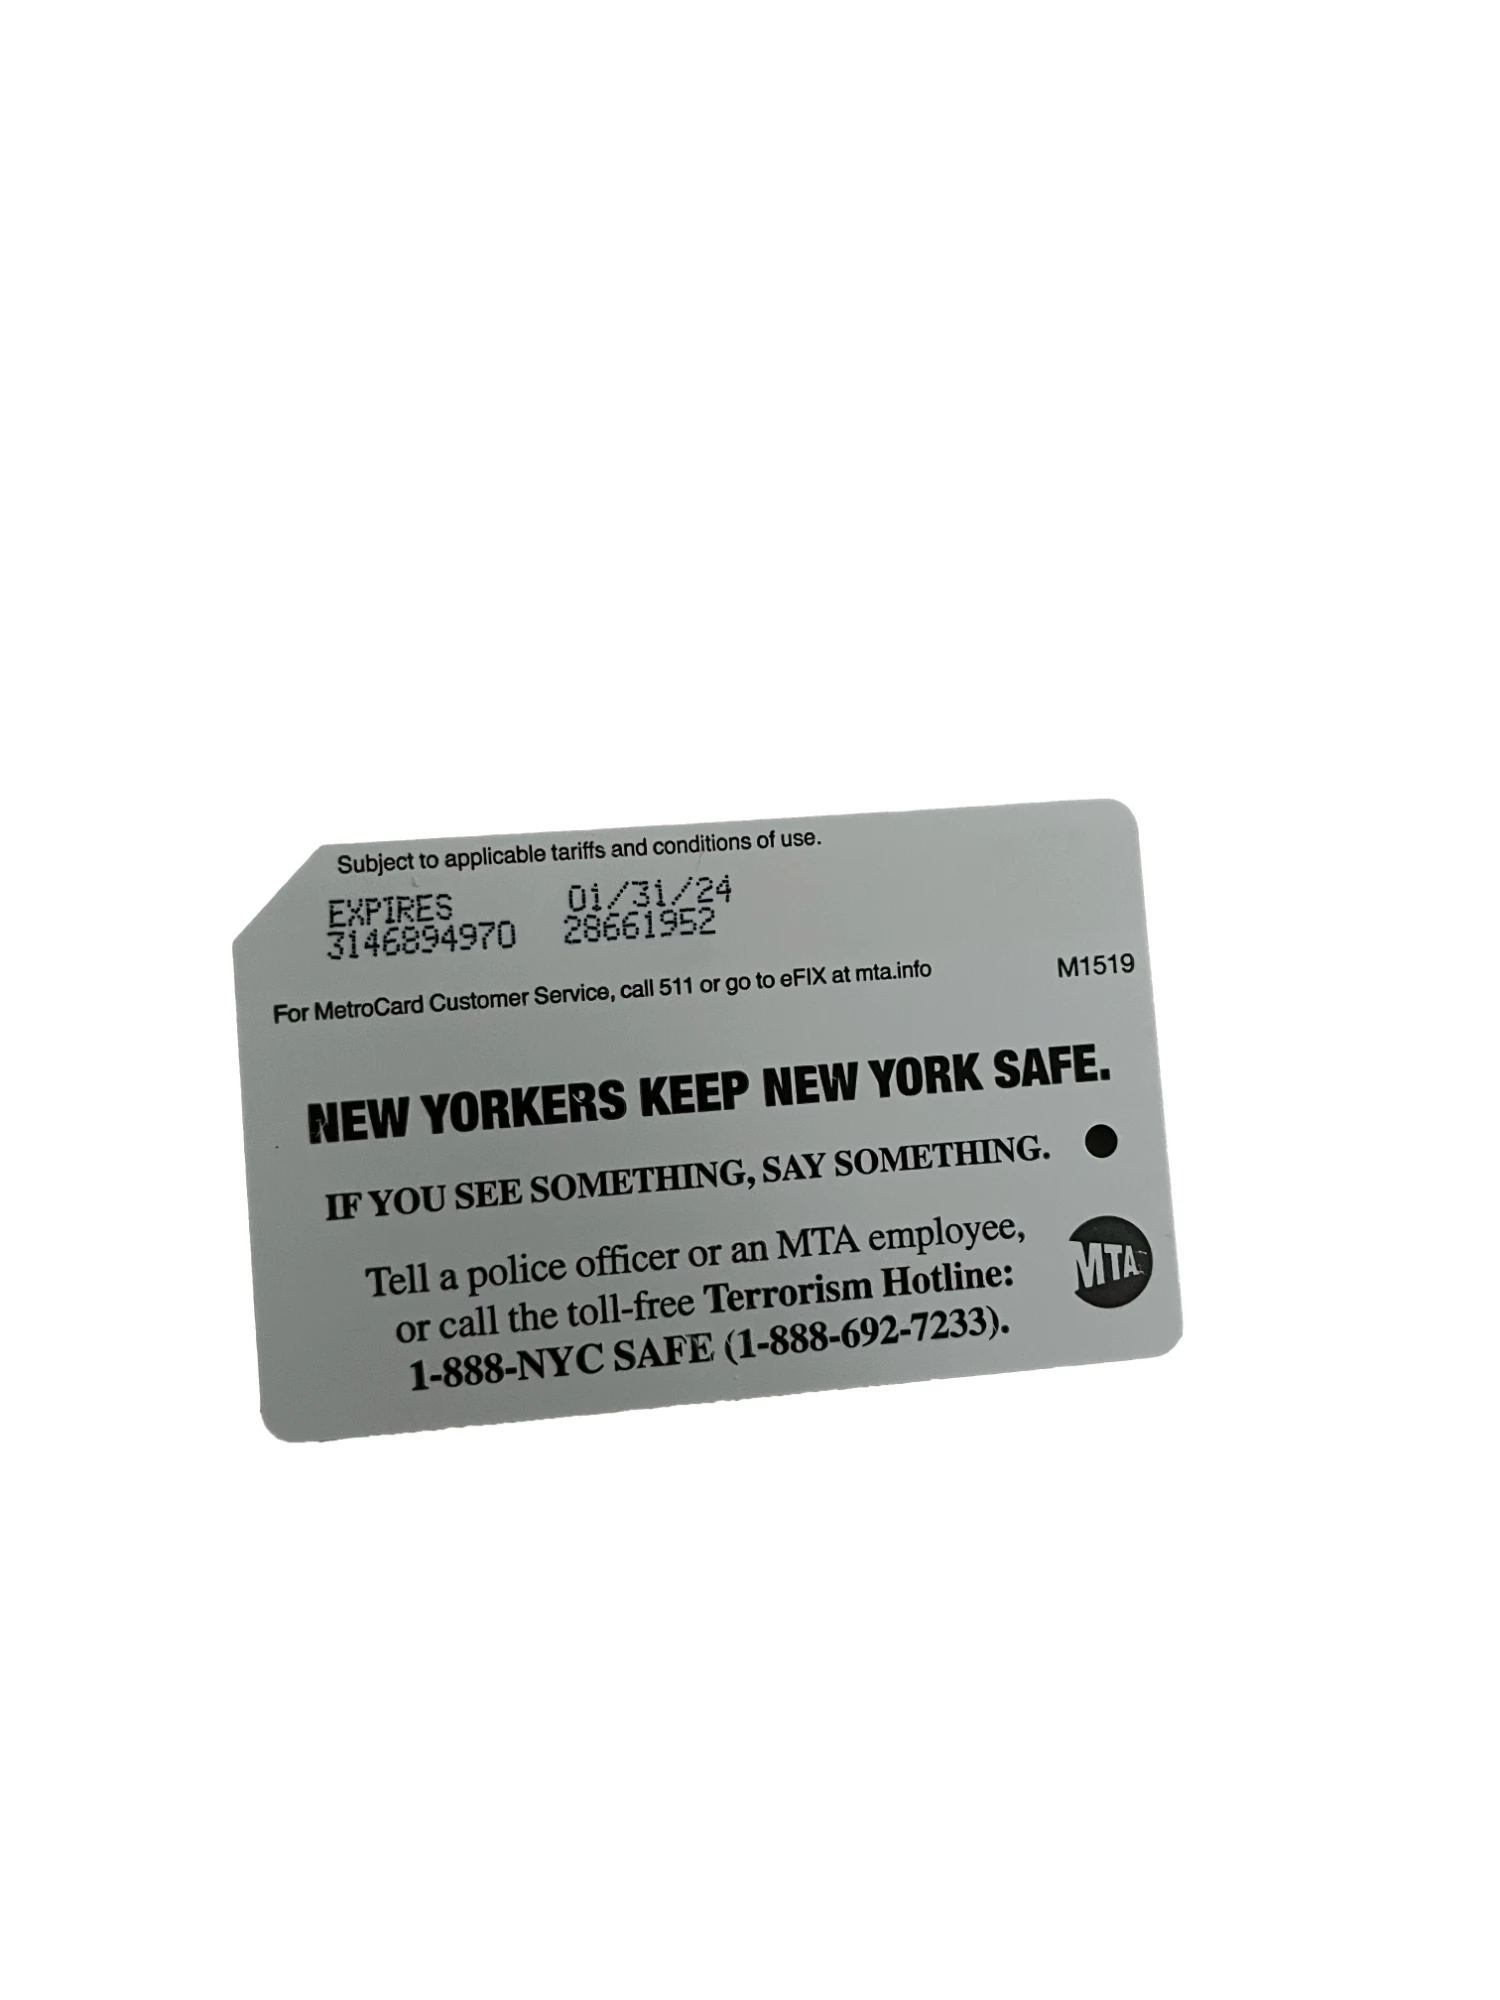 Subject to applicable tariffs and conditions of use.
EXPIRES 01/31/24
3146894970 28661952
For MetroCard Customer Service, call 511 or go to eFIX at mta.info M1519
NEW YORKERS KEEP NEW YORK SAFE.
IF YOU SEE SOMETHING, SAY SOMETHING.
Tell a police officer or an MTA employee,
or call the toll-free Terrorism Hotline:
1-888-NYC SAFE (1-888-692-7233).
MTA